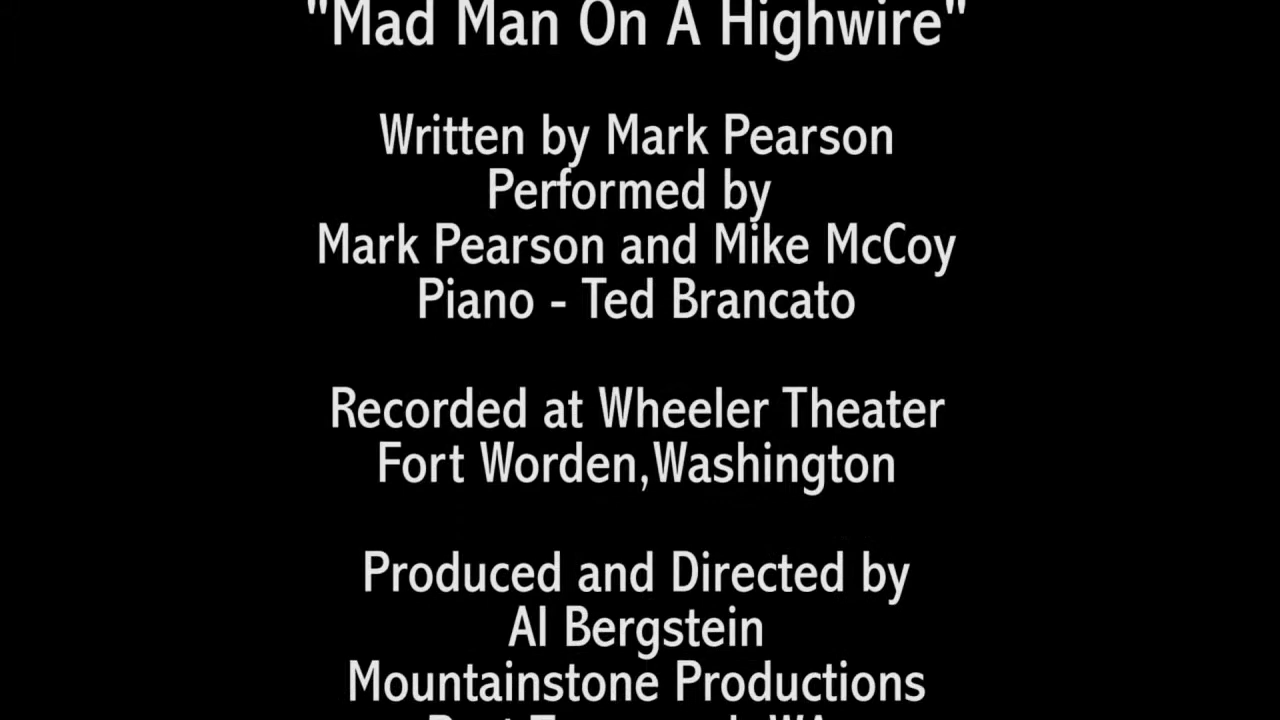 "Mad Man On A Highwire"
Written by Mark Pearson
Performed by
Mark Pearson and Mike McCoy
Piano - Ted Brancato
Recorded at Wheeler Theater
Fort Worden,Washington
Produced and Directed by
Al Bergstein
Mountainstone Productions